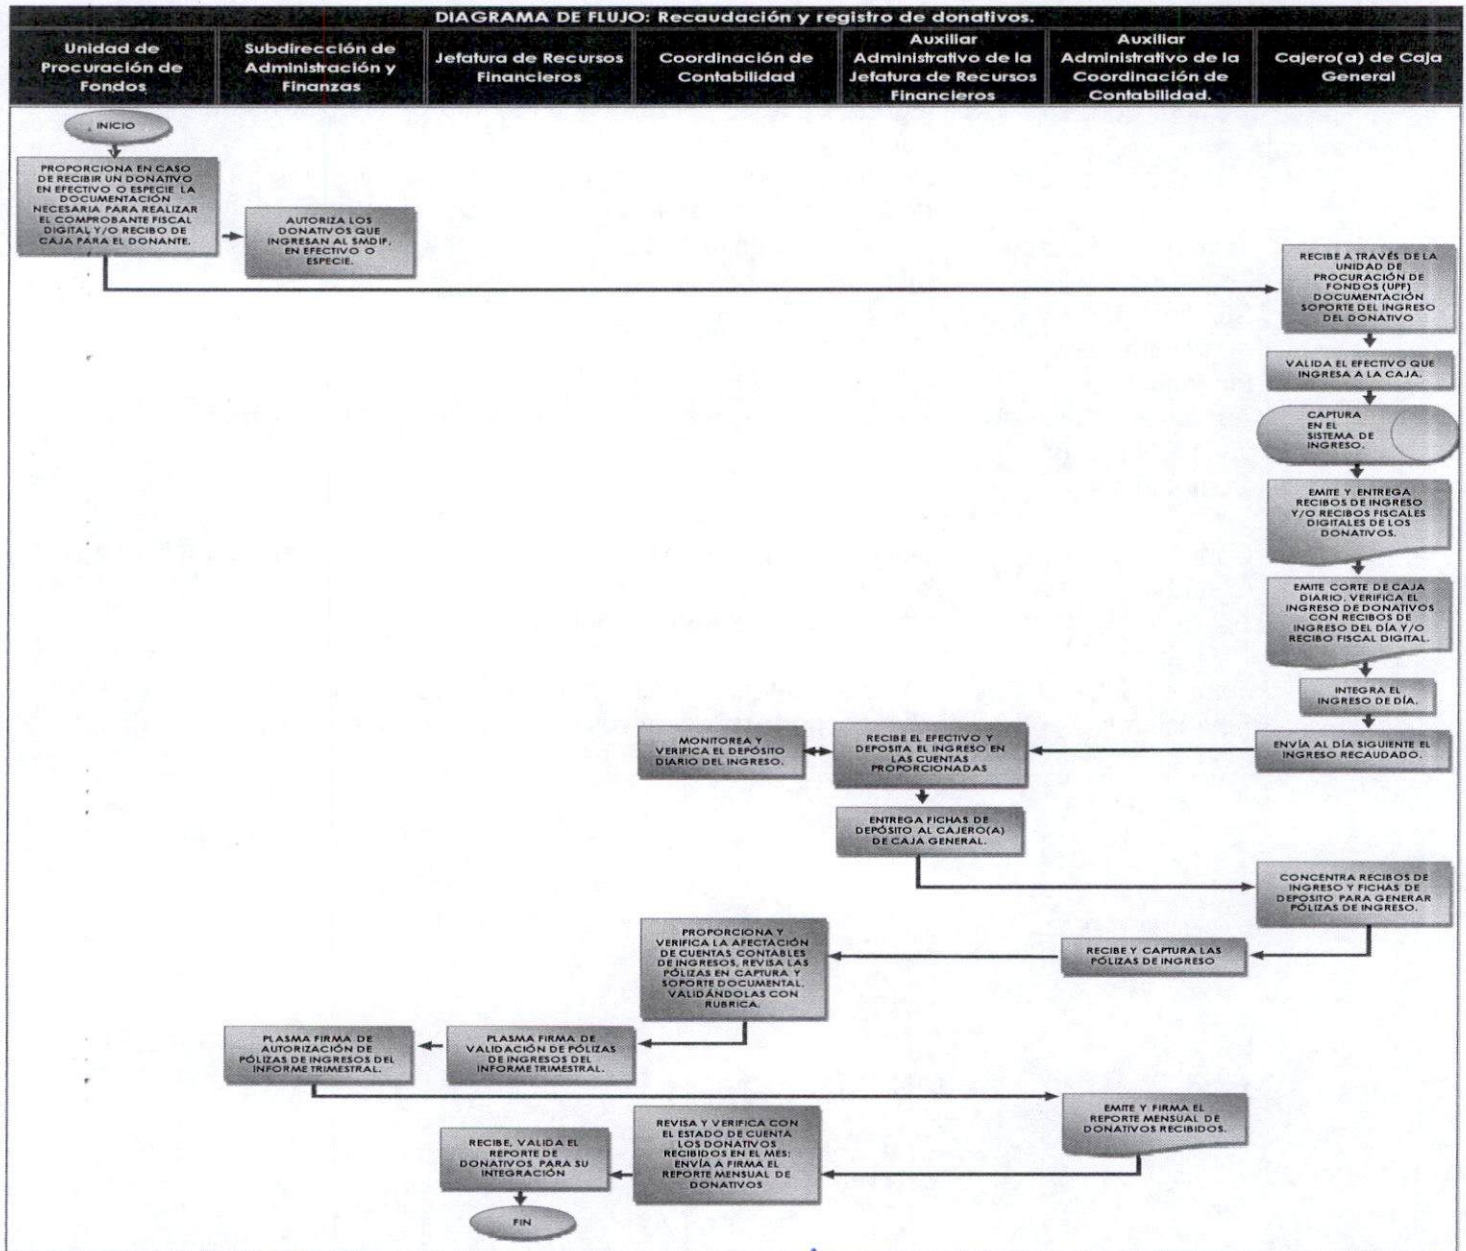 DIAGRAMA DE FLUJO: Recaudación y registro de donativos.
Unidad de
Procuración de
Fondos
Subdirección de
Administración y
Finanzas
Jefatura de Recursos
Financieros
Coordinación de
Contabilidad
Auxiliar
Administrativo de la
Jefatura de Recursos
Financieros
Auxiliar
Administrativo de la
Coordinación de
Contabilidad.
Cajero(a) de Caja
General
INICIO
PROPORCIONA EN CASO
DE RECIBIR UN DONATIVO
EN EFECTIVO O ESPECIE LA
DOCUMENTACIÓN
NECESARIA PARA REALIZAR
EL COMPROBANTE FISCAL
DIGITAL Y/O RECIBO DE
CAJA PARA EL DONANTE.
AUTORIZA LOS
DONATIVOS QUE
INGRESAN AL SMDIF,
EN EFECTIVO O
ESPECIE.
RECIBE A TRAVÉS DE LA
UNIDAD DE
PROCURACIÓN DE
FONDOS (UPF)
DOCUMENTACIÓN
SOPORTE DEL INGRESO
DEL DONATIVO
VALIDA EL EFECTIVO QUE
INGRESA A LA CAJA.
CAPTURA
EN EL
SISTEMA DE
INGRESO.
EMITE Y ENTREGA
RECIBOS DE INGRESO
Y/O RECIBOS FISCALES
DIGITALES DE LOS
DONATIVOS.
EMITE CORTE DE CAJA
DIARIO, VERIFICA EL
INGRESO DE DONATIVOS
CON RECIBOS DE
INGRESO DEL DÍA Y/O
RECIBO FISCAL DIGITAL.
INTEGRA EL
INGRESO DE DÍA.
MONITOREA Y
VERIFICA EL DEPÓSITO
DIARIO DEL INGRESO.
RECIBE EL EFECTIVO Y
DEPOSITA EL INGRESO EN
LAS CUENTAS
PROPORCIONADAS
ENVÍA AL DÍA SIGUIENTE EL
INGRESO RECAUDADO.
ENTREGA FICHAS DE
DEPÓSITO AL CAJERO(A)
DE CAJA GENERAL.
CONCENTRA RECIBOS DE
INGRESO Y FICHAS DE
DEPOSITO PARA GENERAR
PÓLIZAS DE INGRESO.
PROPORCIONA Y
VERIFICA LA AFECTACIÓN
DE CUENTAS CONTABLES
DE INGRESOS, REVISA LAS
PÓLIZAS EN CAPTURA Y
SOPORTE DOCUMENTAL,
VALIDÁNDOLAS CON
RUBRICA.
RECIBE Y CAPTURA LAS
PÓLIZAS DE INGRESO
PLASMA FIRMA DE
AUTORIZACIÓN DE
PÓLIZAS DE INGRESOS DEL
INFORME TRIMESTRAL.
PLASMA FIRMA DE
VALIDACIÓN DE PÓLIZAS
DE INGRESOS DEL
INFORME TRIMESTRAL.
EMITE Y FIRMA EL
REPORTE MENSUAL DE
DONATIVOS RECIBIDOS.
REVISA Y VERIFICA CON
EL ESTADO DE CUENTA
LOS DONATIVOS
RECIBIDOS EN EL MES;
ENVÍA A FIRMA EL
REPORTE MENSUAL DE
DONATIVOS
RECIBE, VALIDA EL
REPORTE DE
DONATIVOS PARA SU
INTEGRACIÓN
FIN